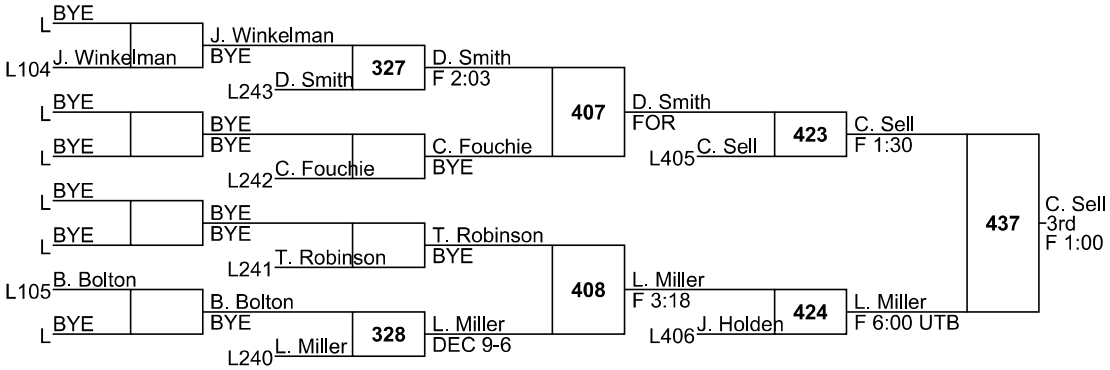 L BYE
L104 J. Winkelman
J. Winkelman
BYE
L243 D. Smith
327
D. Smith
F 2:03
L BYE
L BYE
BYE
BYE
L242 C. Fouchie
C. Fouchie
BYE
407
D. Smith
FOR
L405 C. Sell
423
C. Sell
F 1:30
L BYE
L BYE
BYE
BYE
L241 T. Robinson
T. Robinson
BYE
L105 B. Bolton
L BYE
B. Bolton
BYE
L240 L. Miller
328
L. Miller
DEC 9-6
408
L. Miller
F 3:18
L406 J. Holden
424
L. Miller
F 6:00 UTB
437
C. Sell
3rd
F 1:00